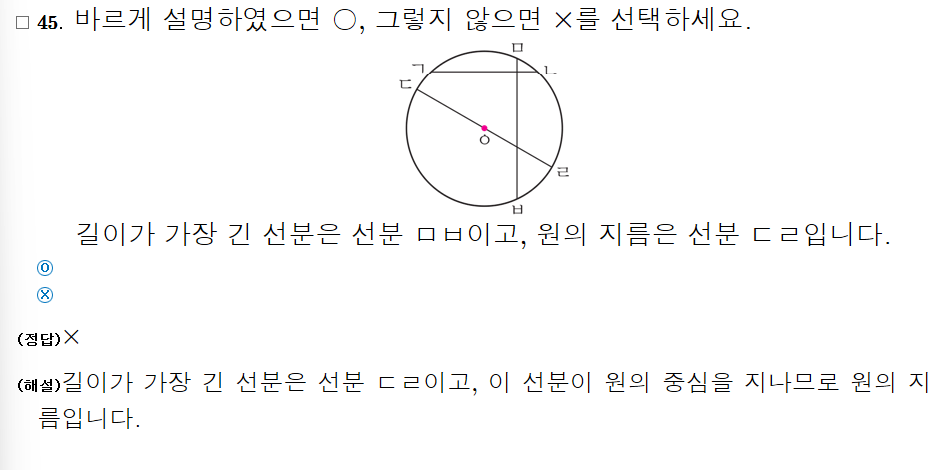 □ 45. 바르게 설명하였으면 ○, 그렇지 않으면 ×를 선택하세요.
ㅁ
ㄱ ㄴ
ㄷ
ㅇ
ㄹ
ㅂ
길이가 가장 긴 선분은 선분 ㅁㅂ이고, 원의 지름은 선분 ㄷㄹ입니다.
ⓞ
ⓧ
(정답)×
(해설)길이가 가장 긴 선분은 선분 ㄷㄹ이고, 이 선분이 원의 중심을 지나므로 원의 지
름입니다.